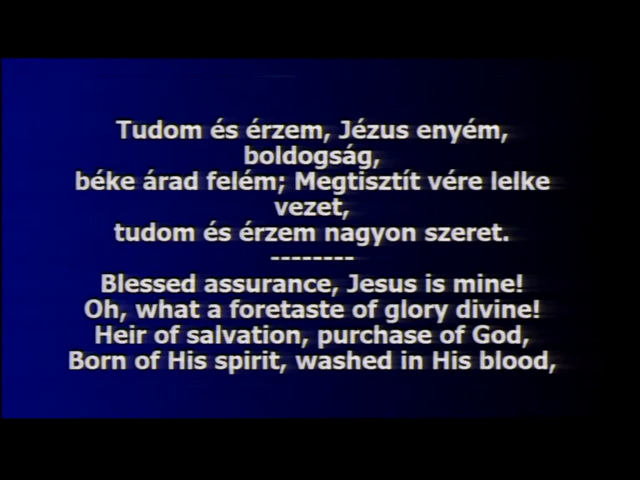 Tudom és érzem, Jézus enyém,
boldogság,
béke árad felém; Megtisztít vére lelke
vezet,
tudom és érzem nagyon szeret.
--------
Blessed assurance, Jesus is mine!
Oh, what a foretaste of glory divine!
Heir of salvation, purchase of God,
Born of His spirit, washed in His blood,